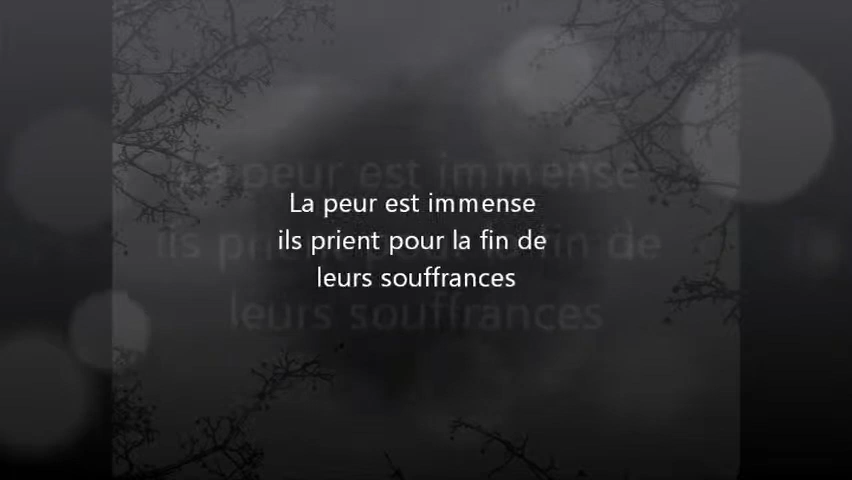 La peur est immense
ils prient pour la fin de
leurs souffrances